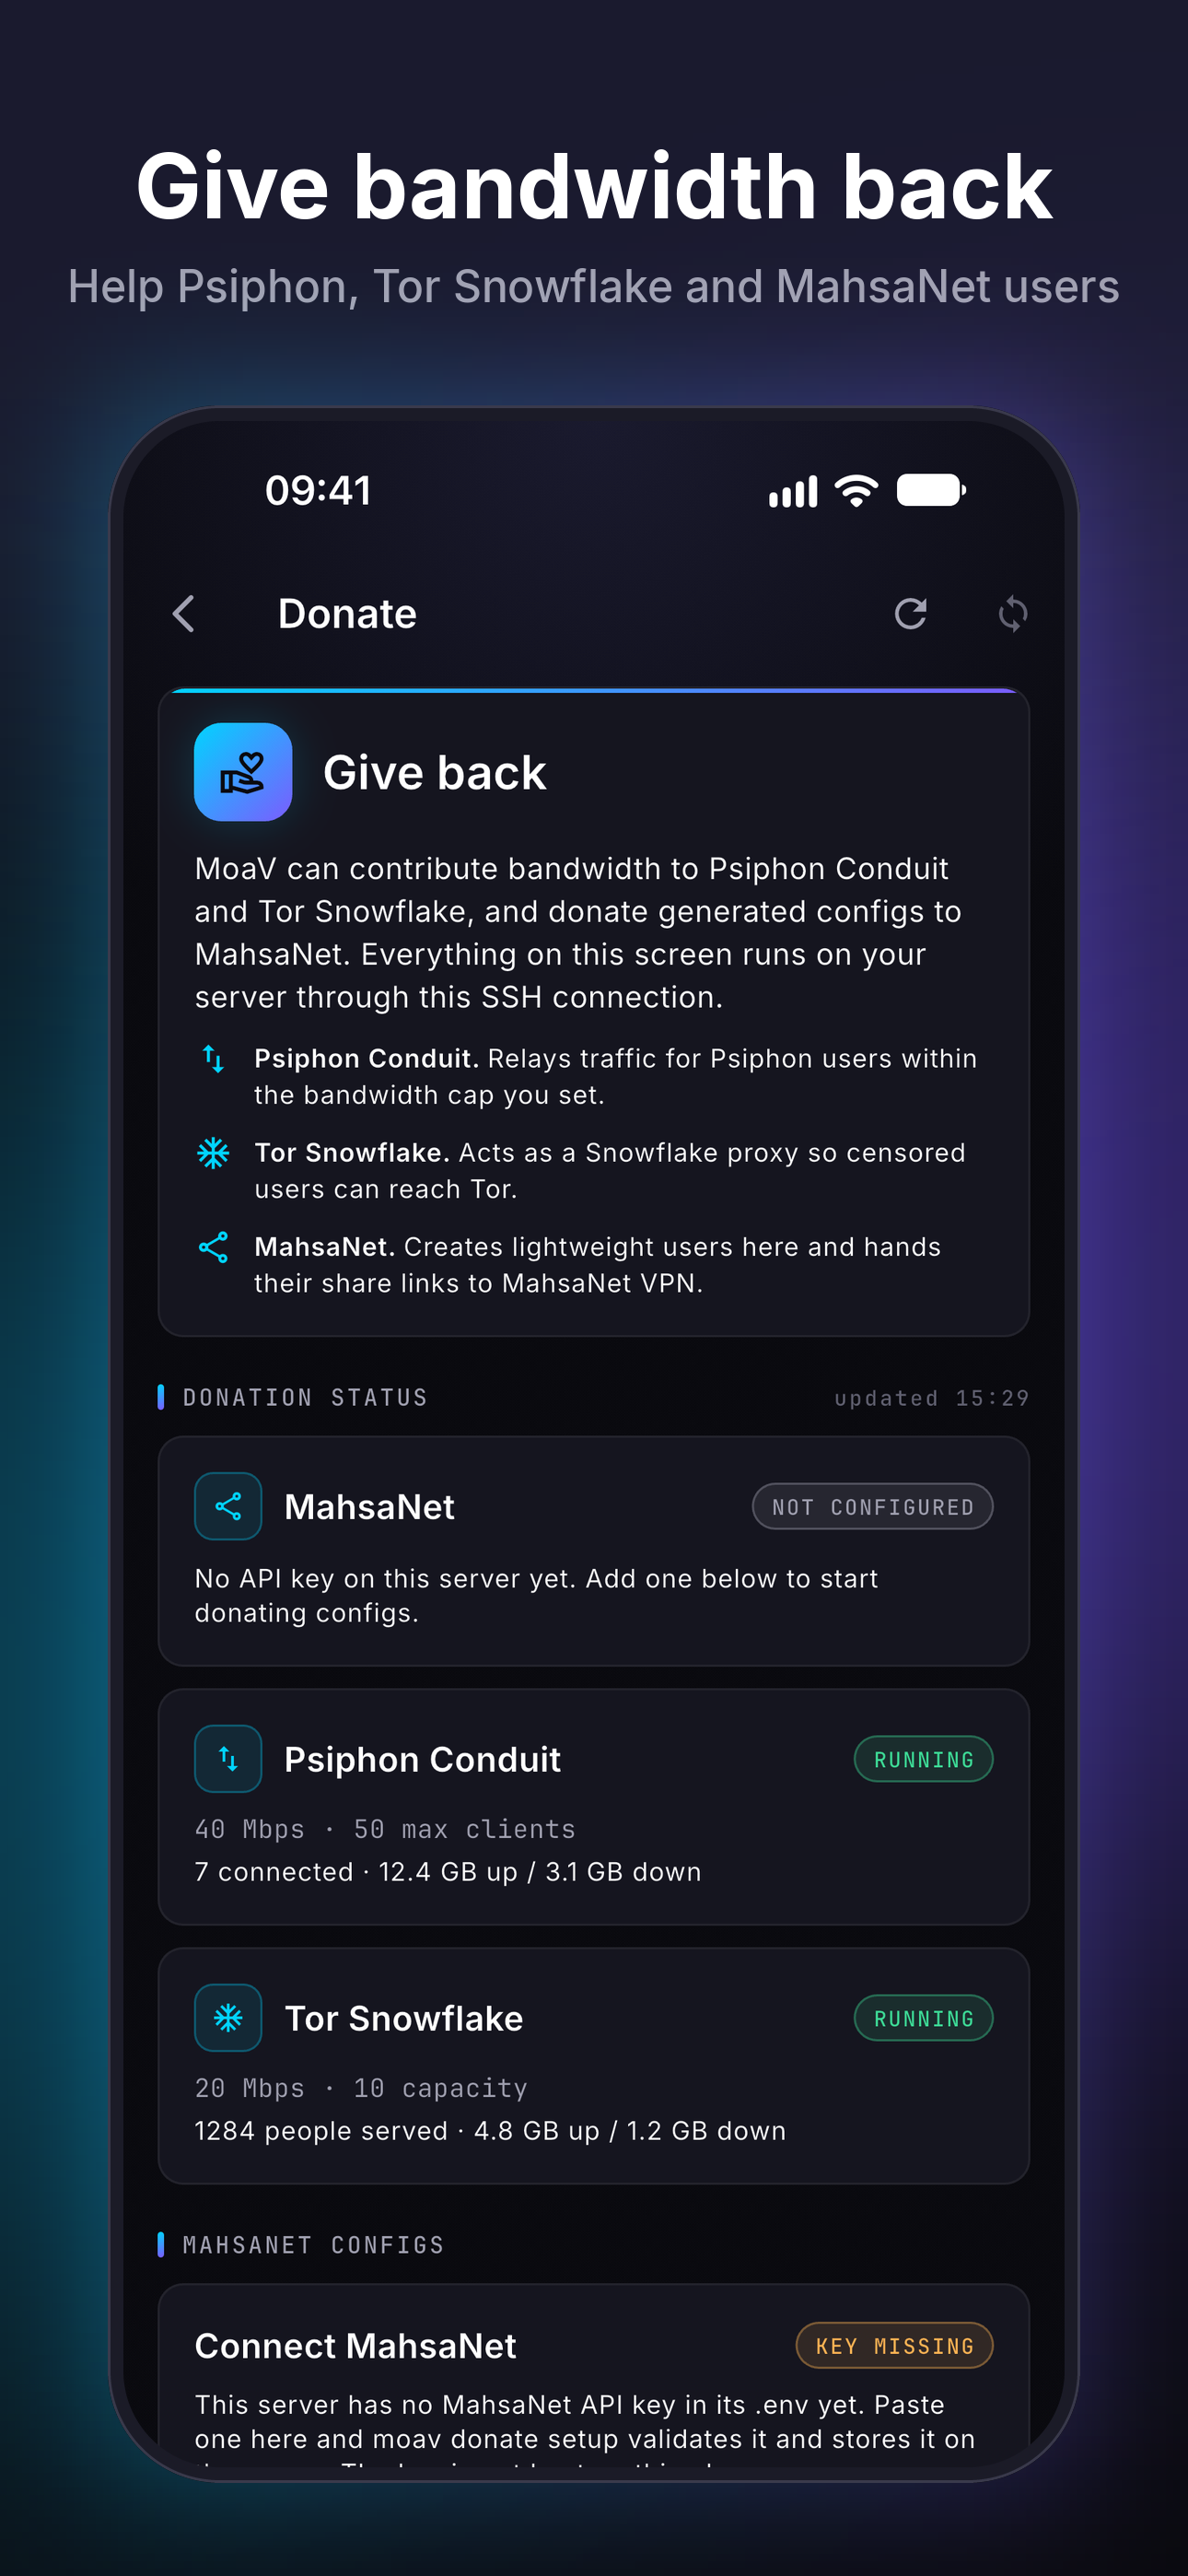 Give bandwidth back
Help Psiphon, Tor Snowflake and MahsaNet users
09:41
Donate
Give back
MoaV can contribute bandwidth to Psiphon Conduit
and Tor Snowflake, and donate generated configs to
MahsaNet. Everything on this screen runs on your
server through this SSH connection.
Psiphon Conduit. Relays traffic for Psiphon users within
the bandwidth cap you set.
Tor Snowflake. Acts as a Snowflake proxy so censored
users can reach Tor.
MahsaNet. Creates lightweight users here and hands
their share links to MahsaNet VPN.
DONATION STATUS updated 15:29
MahsaNet NOT CONFIGURED
No API key on this server yet. Add one below to start
donating configs.
Psiphon Conduit RUNNING
40 Mbps · 50 max clients
7 connected · 12.4 GB up / 3.1 GB down
Tor Snowflake RUNNING
20 Mbps · 10 capacity
1284 people served · 4.8 GB up / 1.2 GB down
MAHSANET CONFIGS
Connect MahsaNet KEY MISSING
This server has no MahsaNet API key in its .env yet. Paste
one here and moav donate setup validates it and stores it on